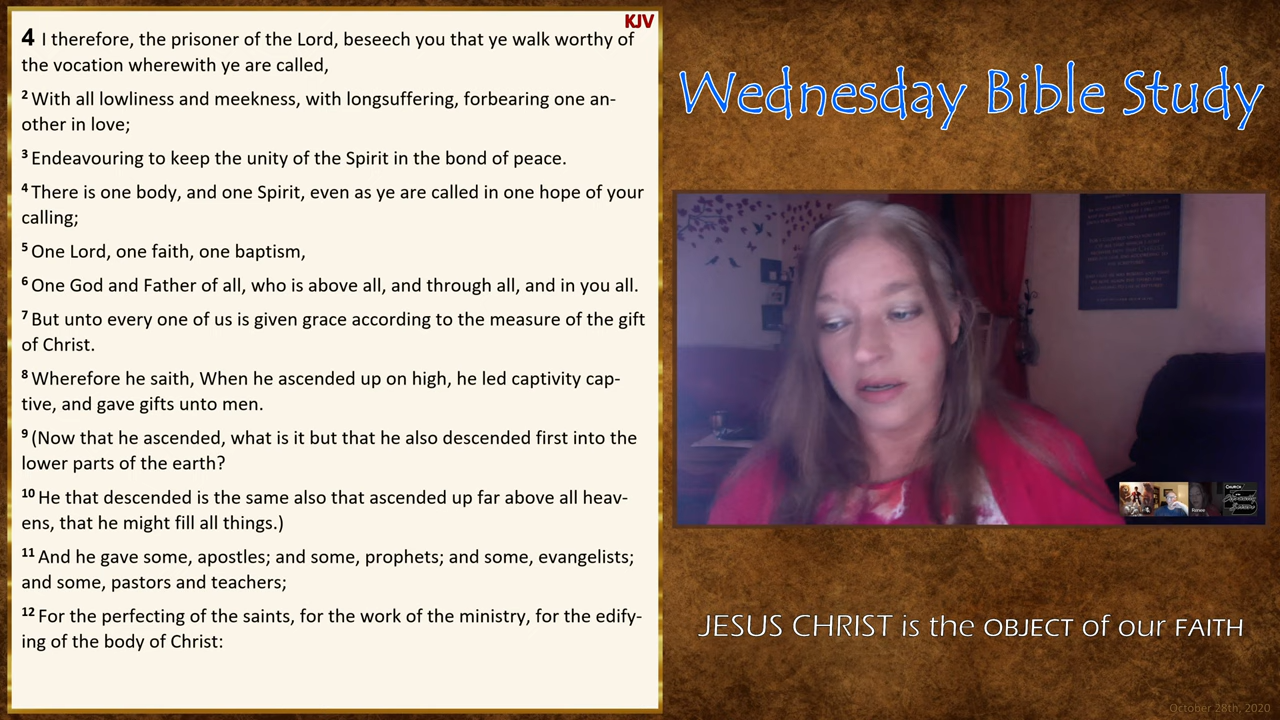 KJV
4 I therefore, the prisoner of the Lord, beseech you that ye walk worthy of
the vocation wherewith ye are called,
2 With all lowliness and meekness, with longsuffering, forbearing one an-
other in love;
3 Endeavouring to keep the unity of the Spirit in the bond of peace.
4 There is one body, and one Spirit, even as ye are called in one hope of your
calling;
5 One Lord, one faith, one baptism,
6 One God and Father of all, who is above all, and through all, and in you all.
7 But unto every one of us is given grace according to the measure of the gift
of Christ.
8 Wherefore he saith, When he ascended up on high, he led captivity cap-
tive, and gave gifts unto men.
9 (Now that he ascended, what is it but that he also descended first into the
lower parts of the earth?
10 He that descended is the same also that ascended up far above all heav-
ens, that he might fill all things.)
11 And he gave some, apostles; and some, prophets; and some, evangelists;
and some, pastors and teachers;
12 For the perfecting of the saints, for the work of the ministry, for the edify-
ing of the body of Christ:
Wednesday Bible Study
Renee
CHURCH
JESUS CHRIST is the OBJECT of our FAITH
October 28th, 2020